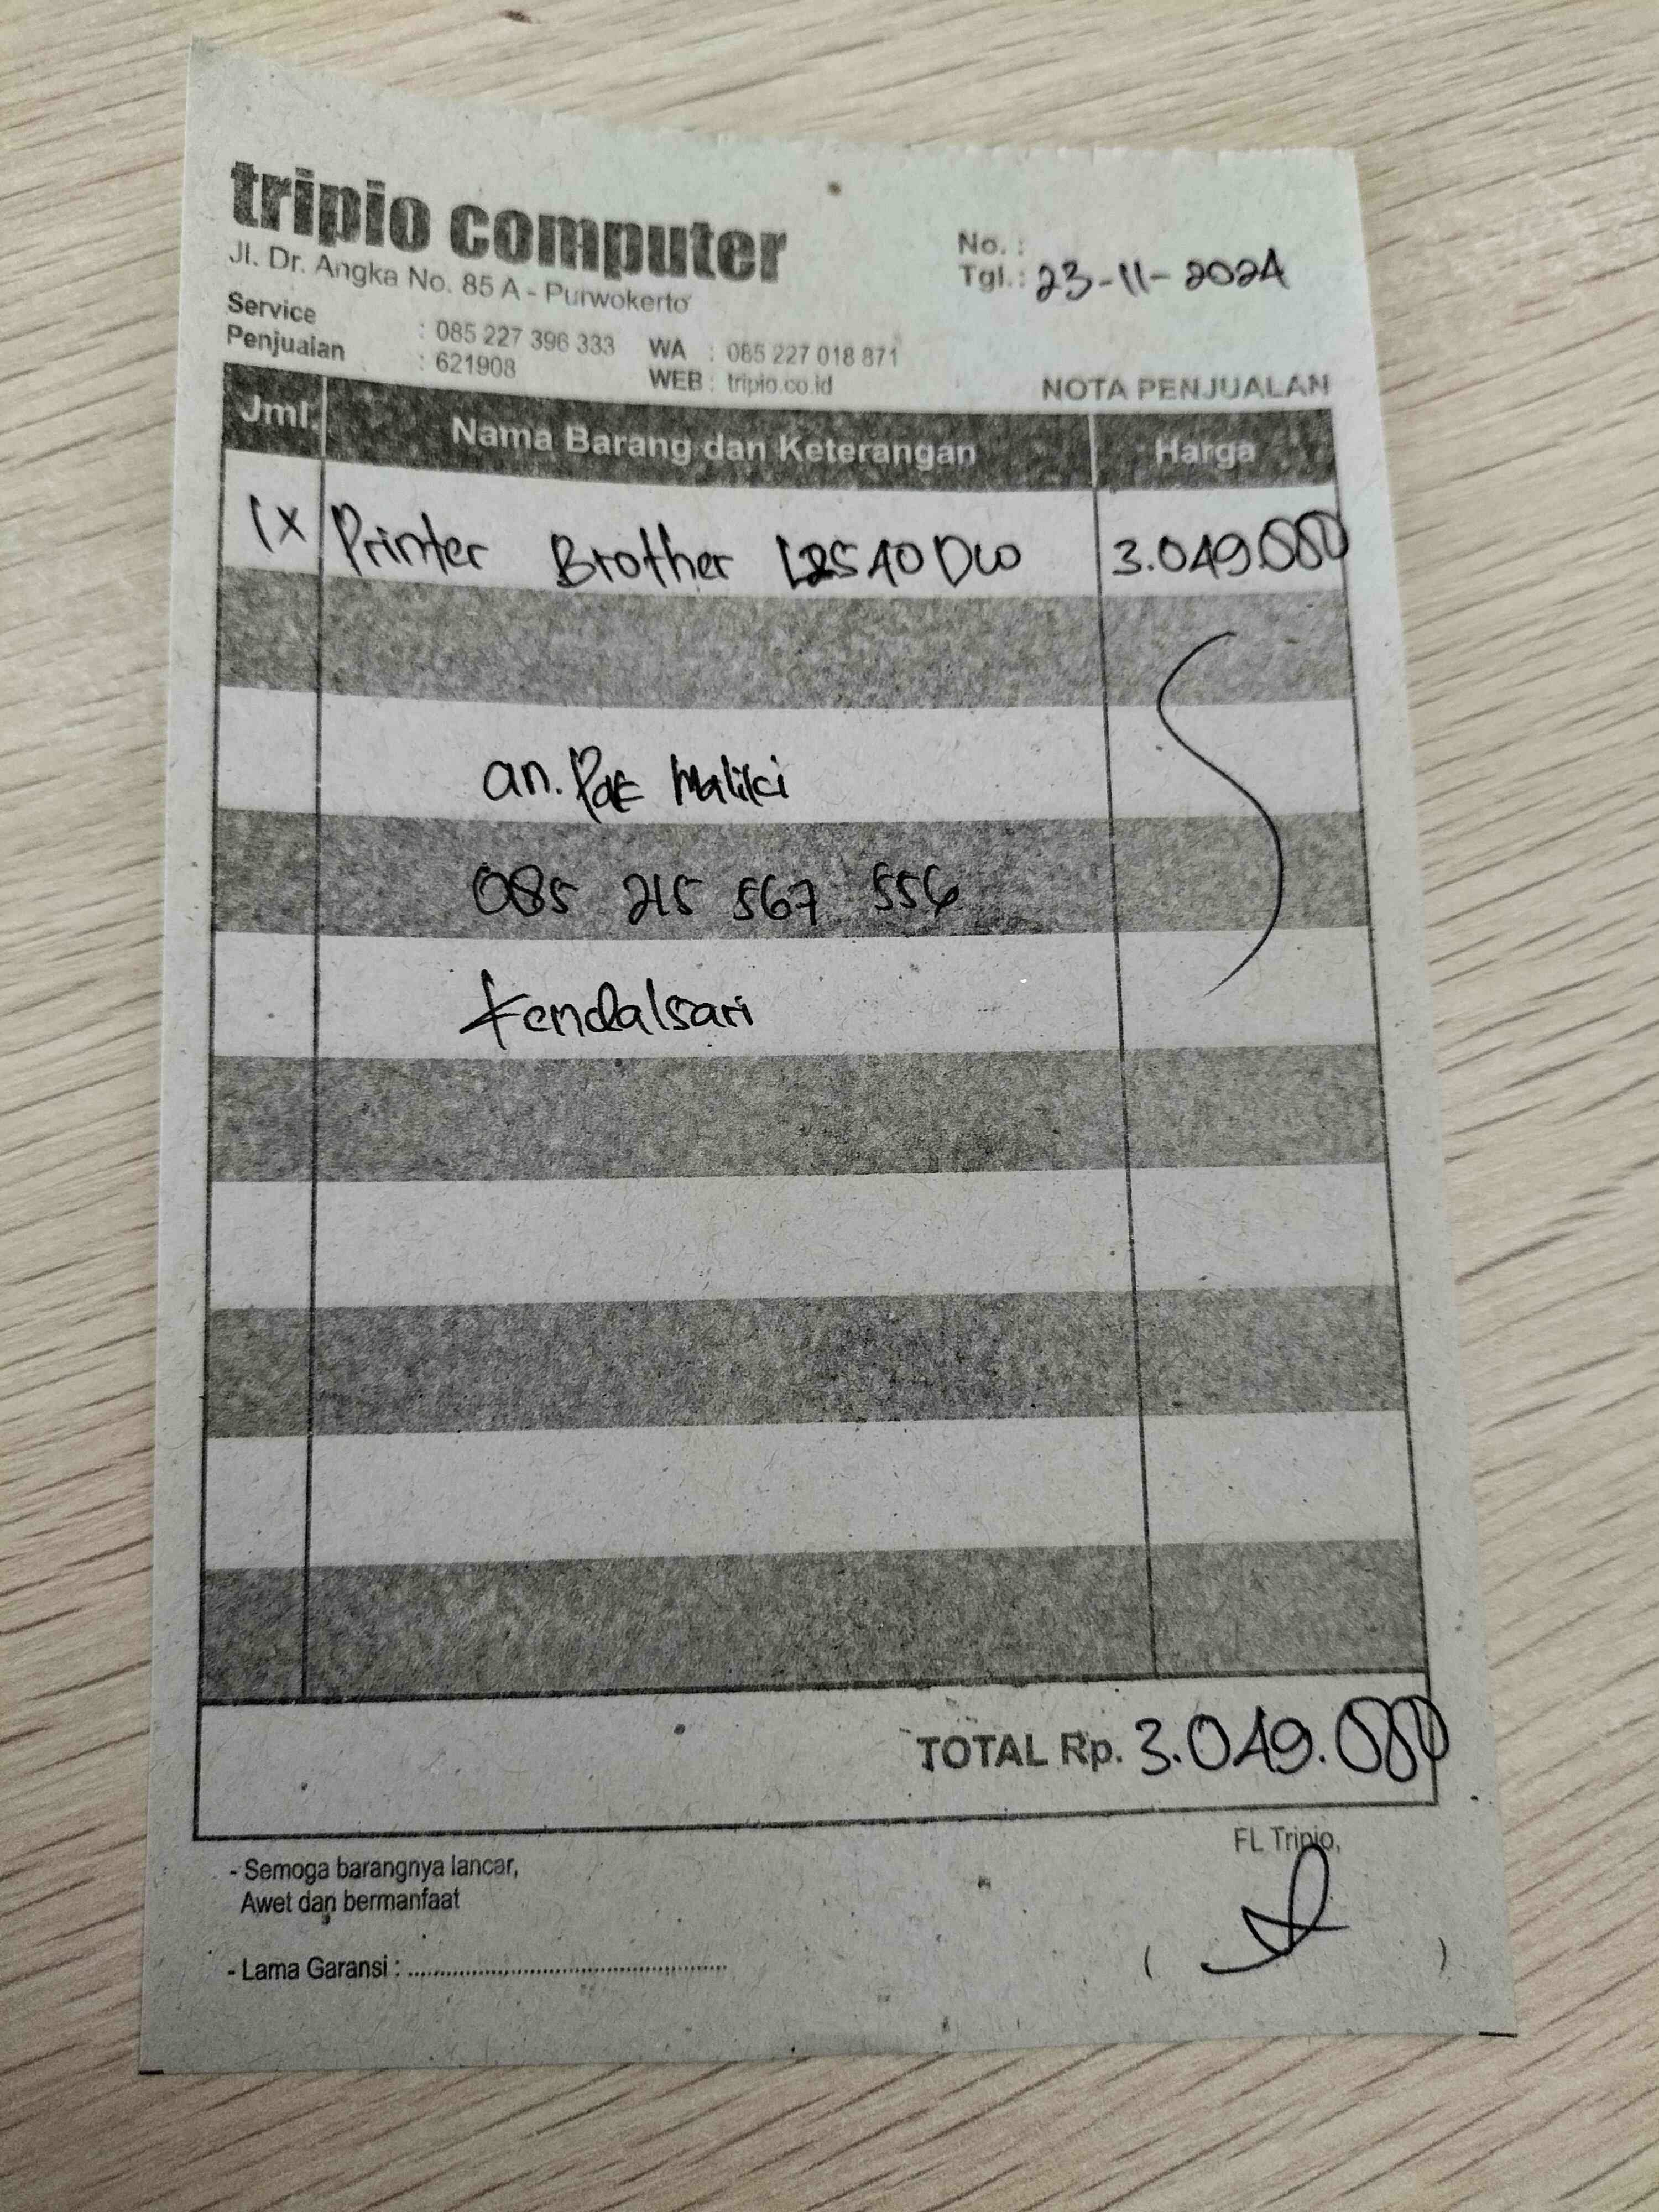 tripio computer
Jl. Dr. Angka No. 85 A - Purwokerto
No. :
Tgl. : 23-11-2024
Service : 085 227 396 333 WA : 085 227 018 871
Penjualan : 621908 WEB : tripio.co.id
NOTA PENJUALAN
Jml. Nama Barang dan Keterangan Harga
1x Printer Brother L2540DW 3.049.000
an. Pak Maliki
085 215 567 556
Kendalsari
TOTAL Rp. 3.049.000
FL Tripio,
- Semoga barangnya lancar,
Awet dan bermanfaat
- Lama Garansi : ......................................................
( )